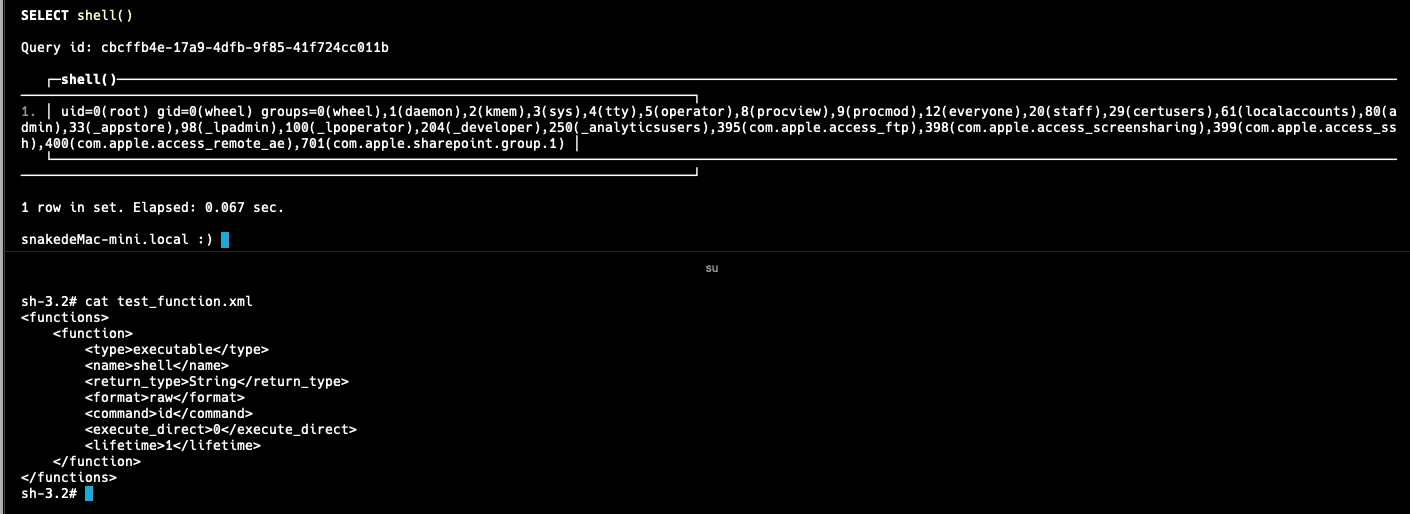 SELECT shell()
Query id: cbcffb4e-17a9-4dfb-9f85-41f724cc011b
shell()
1. │ uid=0(root) gid=0(wheel) groups=0(wheel),1(daemon),2(kmem),3(sys),4(tty),5(operator),8(procview),9(procmod),12(everyone),20(staff),29(certusers),61(localaccounts),80(a
dmin),33(_appstore),98(_lpadmin),100(_lpoperator),204(_developer),250(_analyticsusers),395(com.apple.access_ftp),398(com.apple.access_screensharing),399(com.apple.access_ss
h),400(com.apple.access_remote_ae),701(com.apple.sharepoint.group.1) │
1 row in set. Elapsed: 0.067 sec.
snakedeMac-mini.local :)
su
sh-3.2# cat test_function.xml
<functions>
    <function>
        <type>executable</type>
        <name>shell</name>
        <return_type>String</return_type>
        <format>raw</format>
        <command>id</command>
        <execute_direct>0</execute_direct>
        <lifetime>1</lifetime>
    </function>
</functions>
sh-3.2#